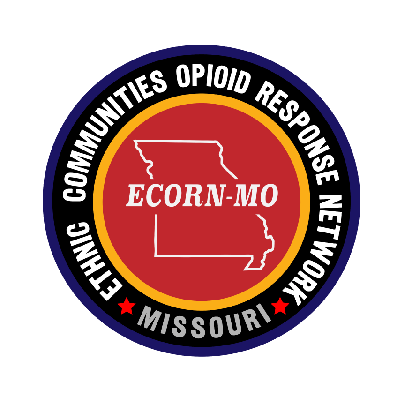 ETHNIC COMMUNITIES OPIOID RESPONSE NETWORK
ECORN-MO
MISSOURI